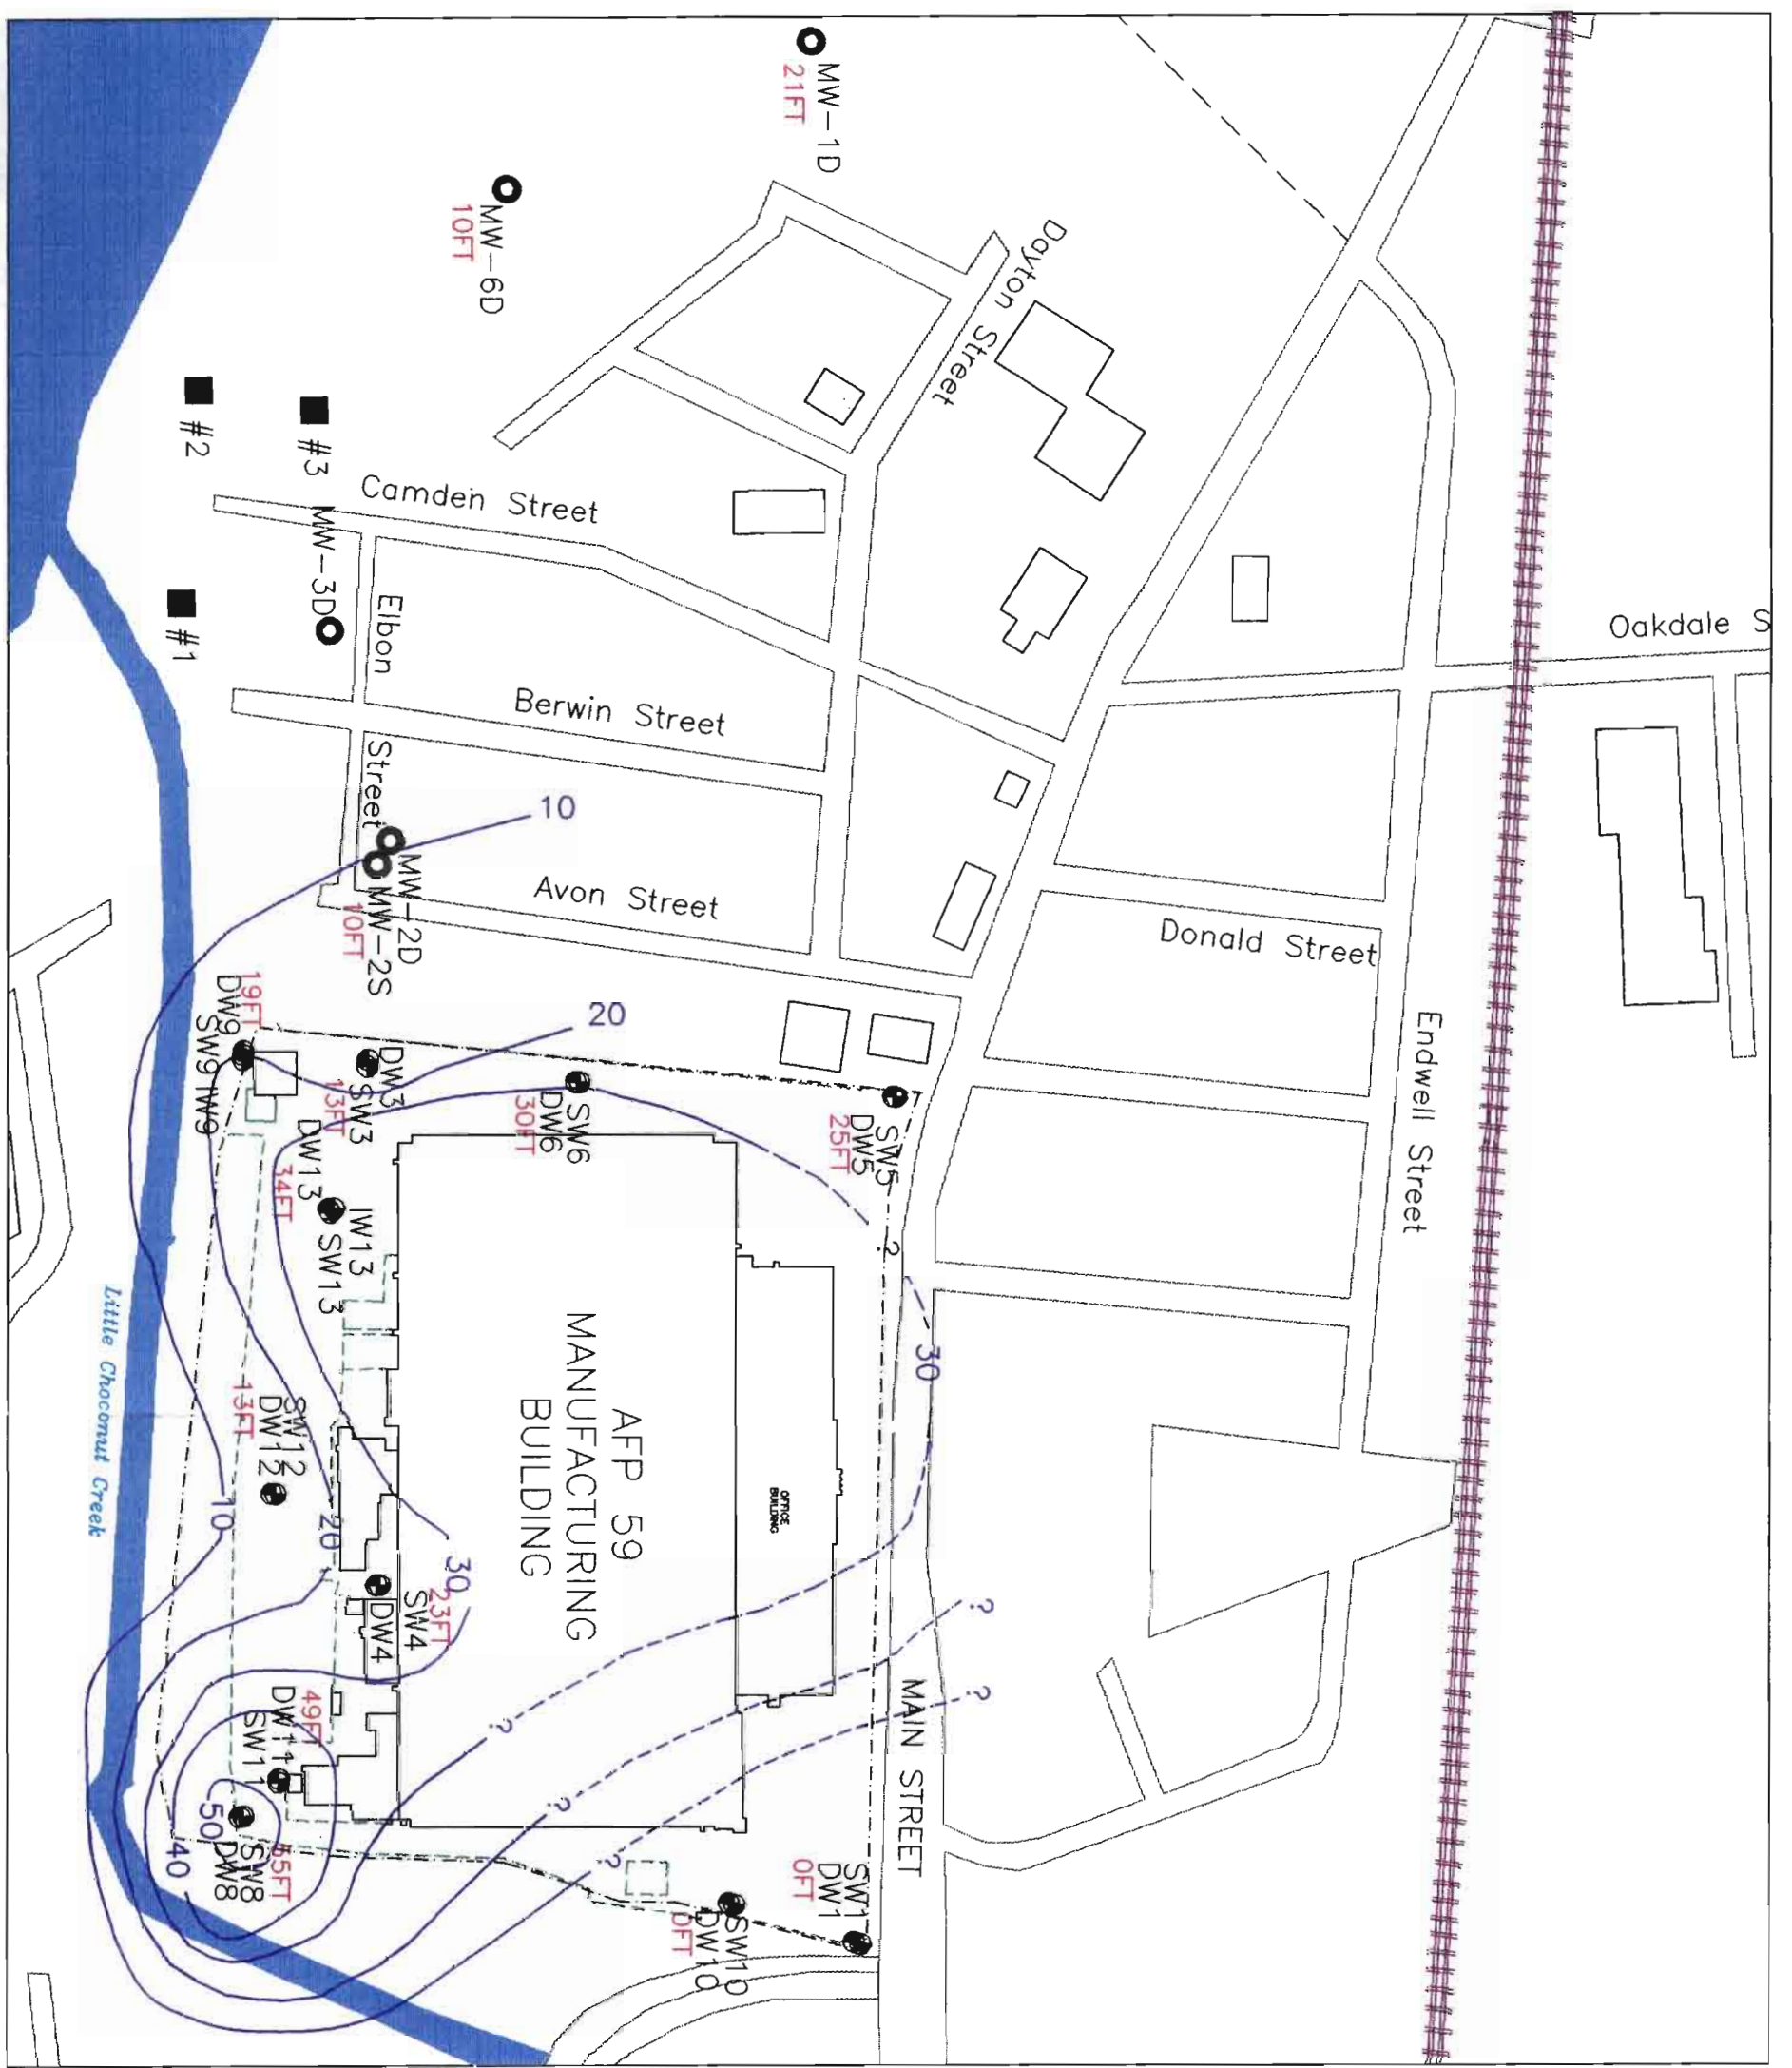 MW-1D
21FT
MW-6D
10FT
Dayton Street
#2
#3
Camden Street
MW-3D
#1
Elbon
Street
Oakdale S
Berwin Street
10
MW-2D
MW-2S
10FT
Avon Street
Donald Street
Endwell Street
20
19FT
DW9
SW9 IW9
DW3
SW3
13FT
SW6
DW6
30FT
SW5
DW5
25FT
DW13
34FT
IW13
SW13
?
30
AFP 59
MANUFACTURING
BUILDING
OFFICE
BUILDING
Little Choconut Creek
SW12
DW12
13FT
10
20
30
23FT
SW4
DW4
?
?
?
?
?
MAIN STREET
49FT
DW11
SW11
50
40
55FT
SW8
DW8
SW1
DW1
0FT
SW10
DW10
0FT